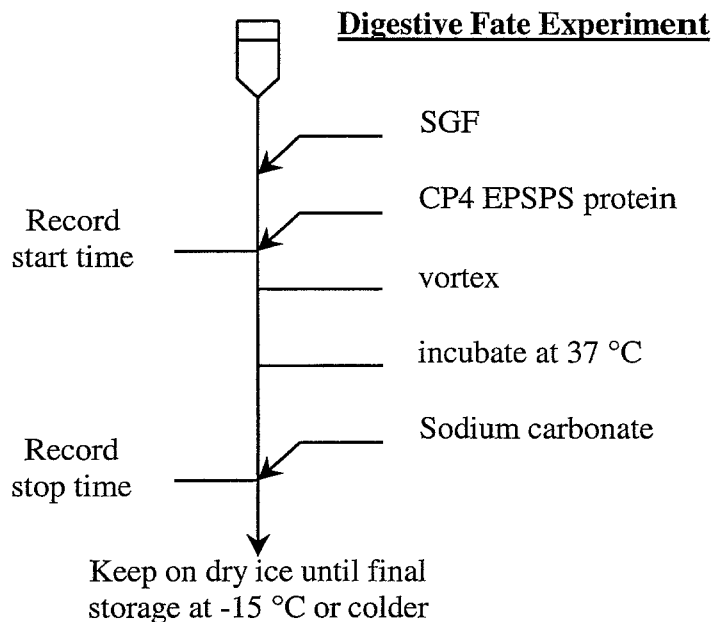 Digestive Fate Experiment
SGF
CP4 EPSPS protein
Record
start time
vortex
incubate at 37 °C
Sodium carbonate
Record
stop time
Keep on dry ice until final
storage at -15 °C or colder